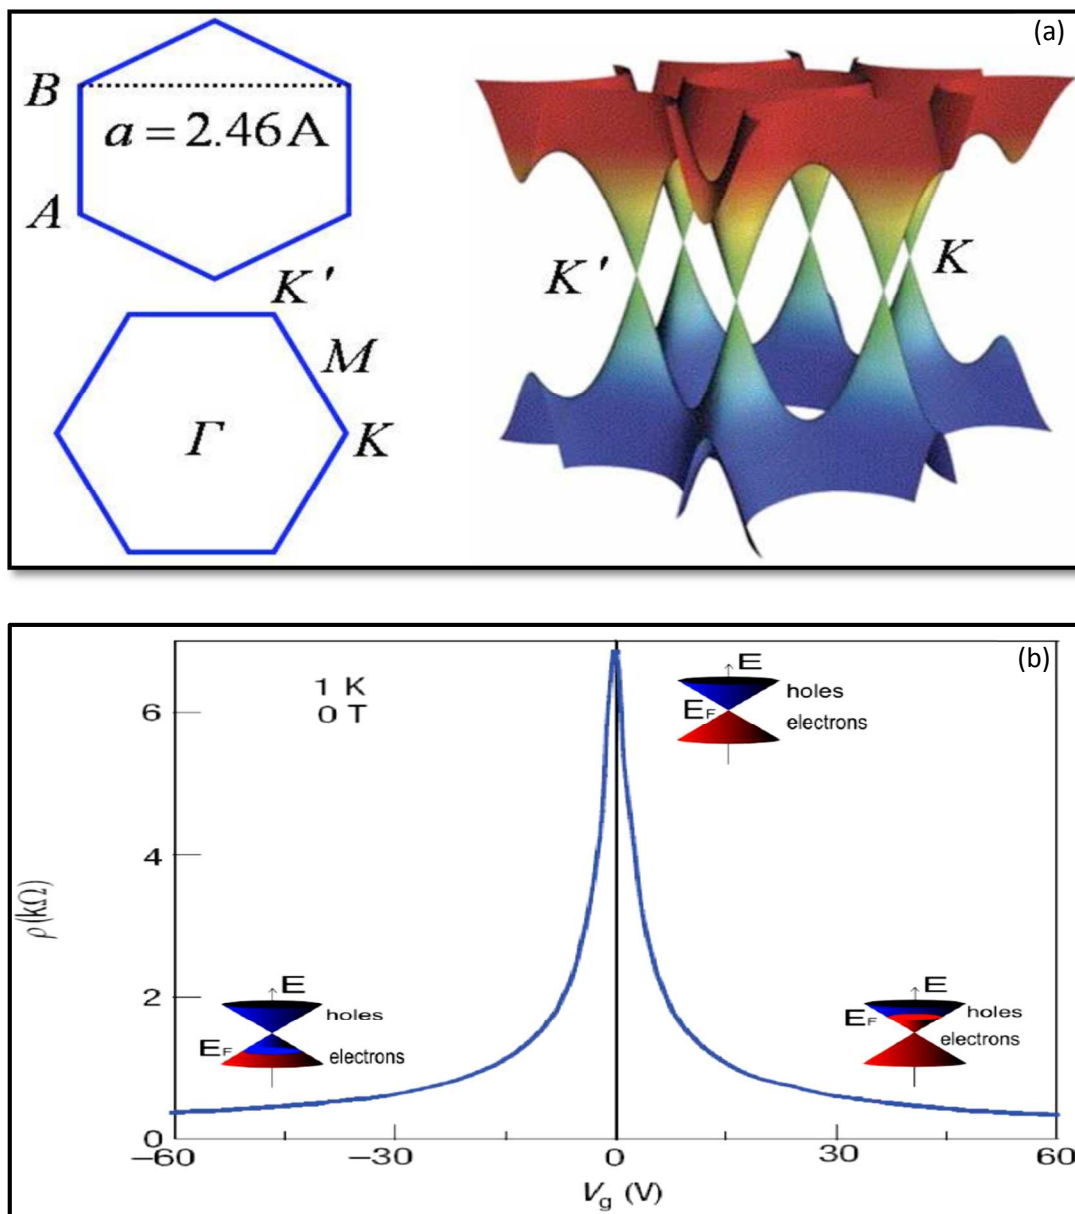 (a)
B
a = 2.46 A
A
K'
M
Γ
K
K'
K
(b)
1 K
0 T
E
holes
EF
electrons
E
holes
EF
electrons
E
holes
EF
electrons
6
4
2
0
ρ(kΩ)
–60
–30
0
30
60
Vg (V)